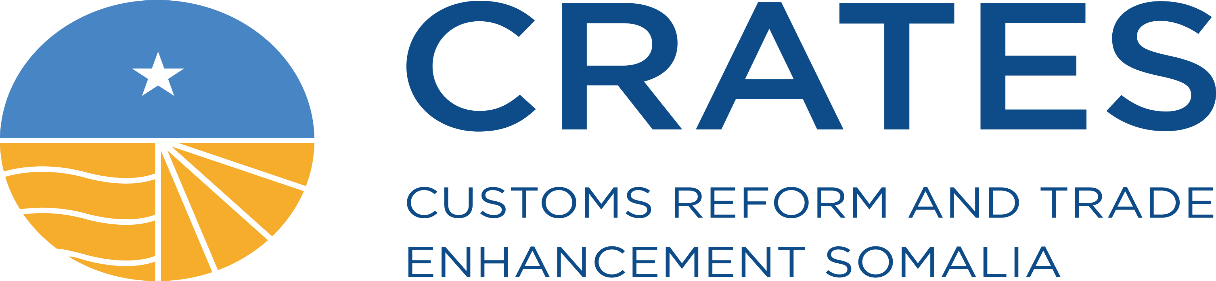 CRATES
CUSTOMS REFORM AND TRADE
ENHANCEMENT SOMALIA